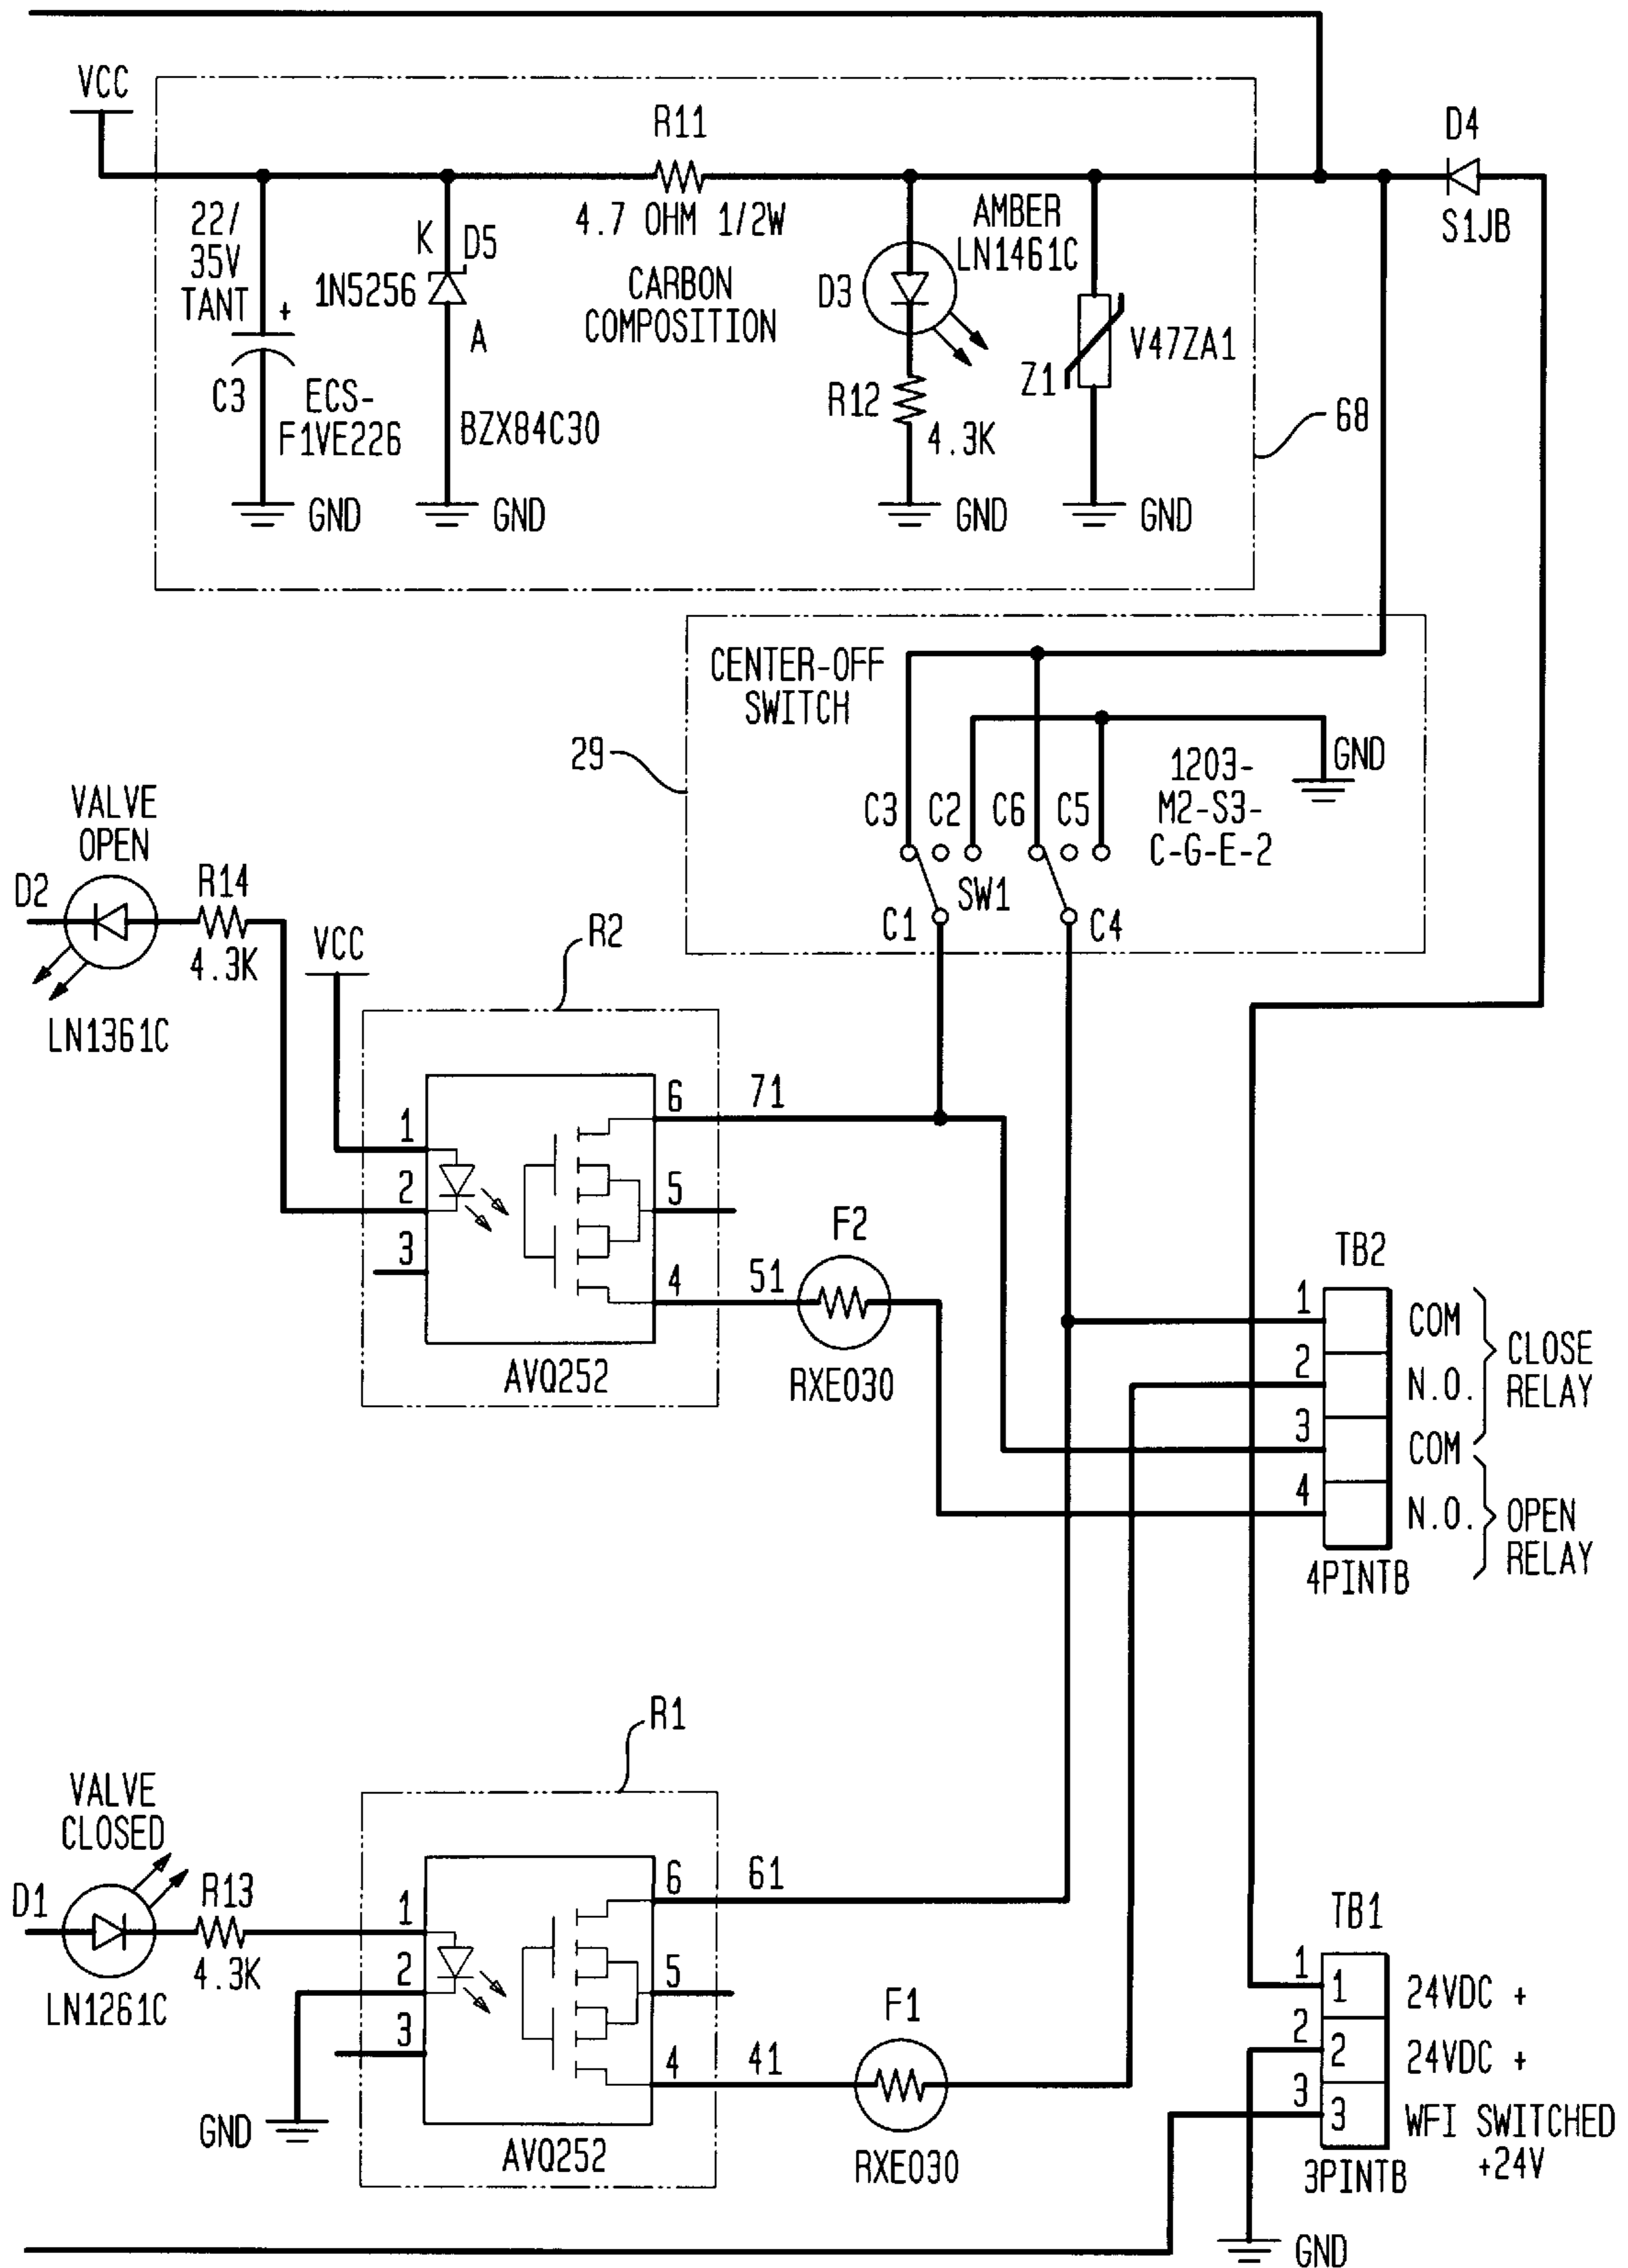 VCC
R11
D4
22/
35V
TANT
+
K
D5
1N5256
A
4.7 OHM 1/2W
CARBON
COMPOSITION
AMBER
LN1461C
D3
S1JB
V47ZA1
Z1
C3
ECS-
F1VE226
BZX84C30
R12
4.3K
68
GND
GND
GND
GND
CENTER-OFF
SWITCH
29
GND
1203-
M2-S3-
C-G-E-2
C3
C2
C6
C5
SW1
C1
C4
VALVE
OPEN
D2
R14
4.3K
LN1361C
VCC
R2
1
2
3
6
5
4
71
51
AVQ252
F2
RXE030
TB2
1
2
3
4
COM
N.O.
COM
N.O.
CLOSE
RELAY
OPEN
RELAY
4PINTB
R1
VALVE
CLOSED
D1
R13
4.3K
LN1261C
1
2
3
6
5
4
61
41
GND
AVQ252
F1
RXE030
TB1
1
1
24VDC +
2
2
24VDC +
3
3
WFI SWITCHED
+24V
3PINTB
GND